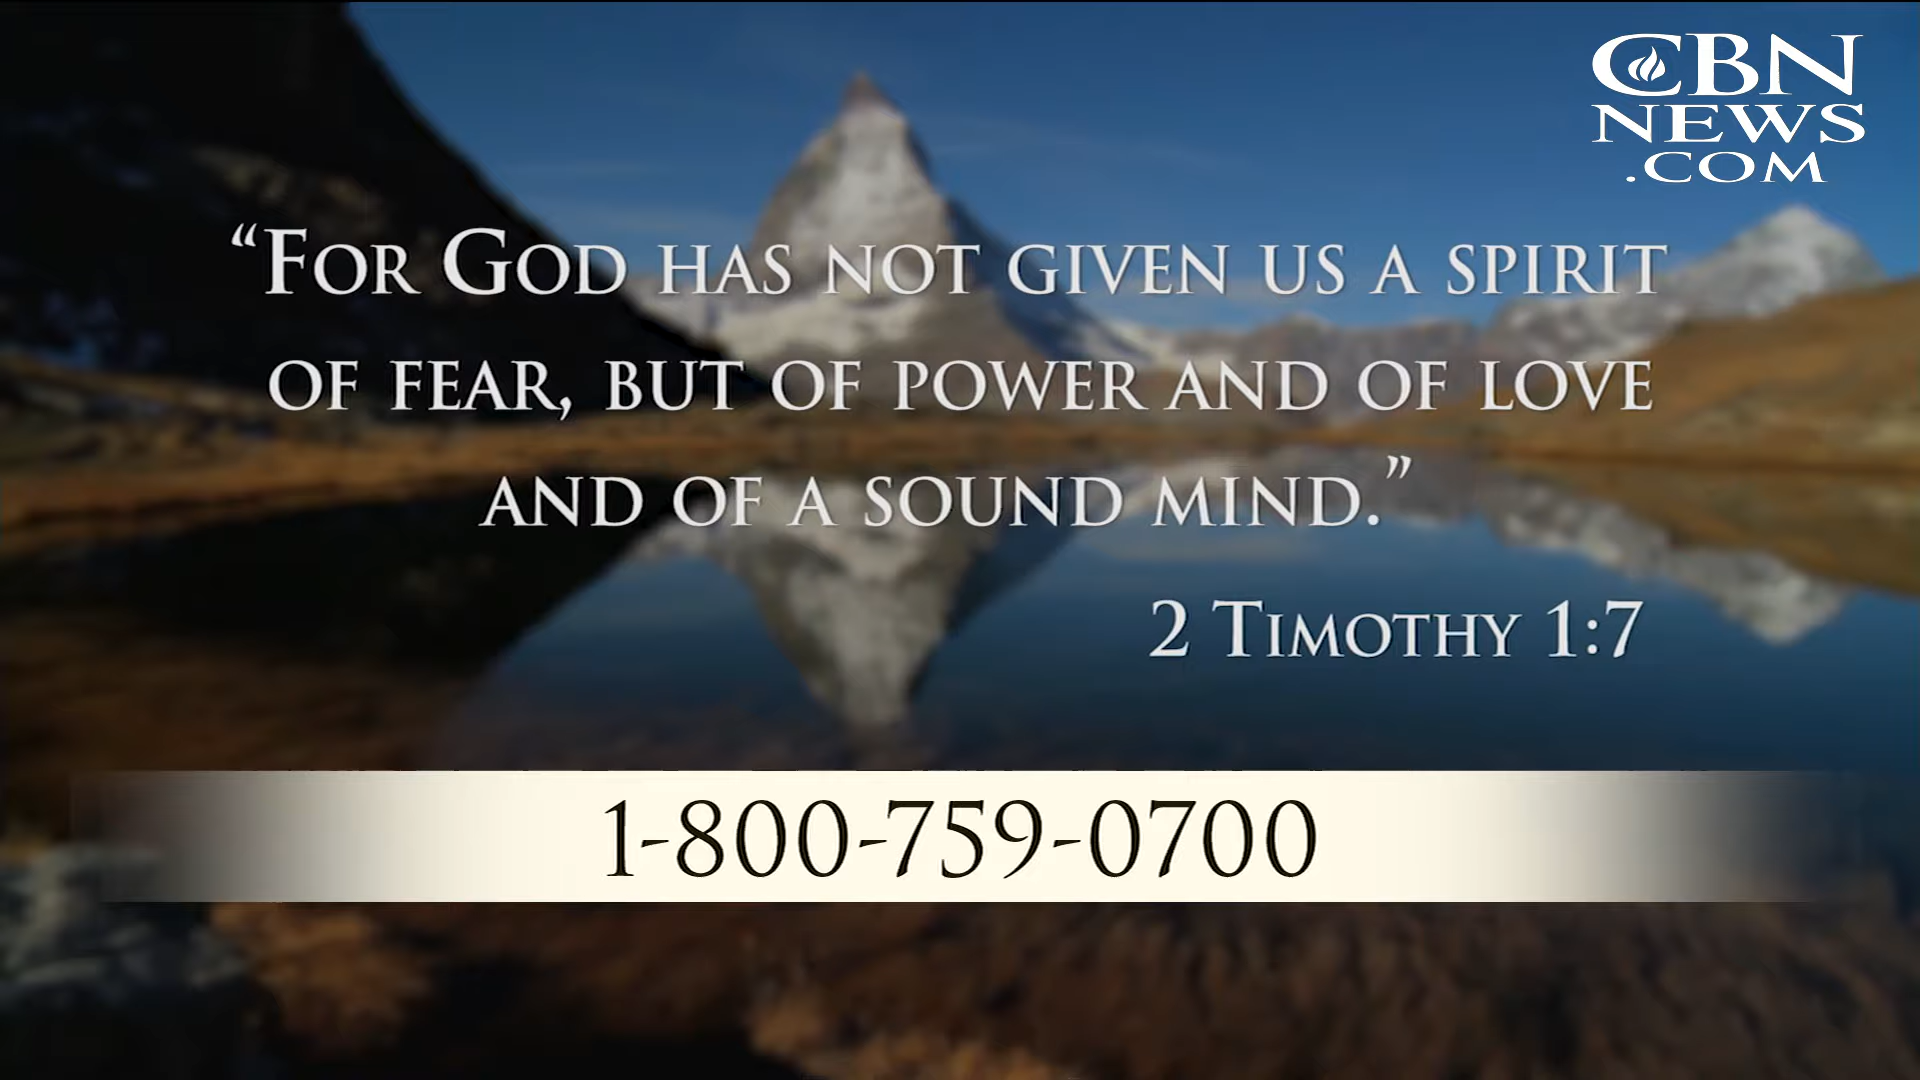 CBN
NEWS
.COM
“FOR GOD HAS NOT GIVEN US A SPIRIT
OF FEAR, BUT OF POWER AND OF LOVE
AND OF A SOUND MIND.”
2 TIMOTHY 1:7
1-800-759-0700